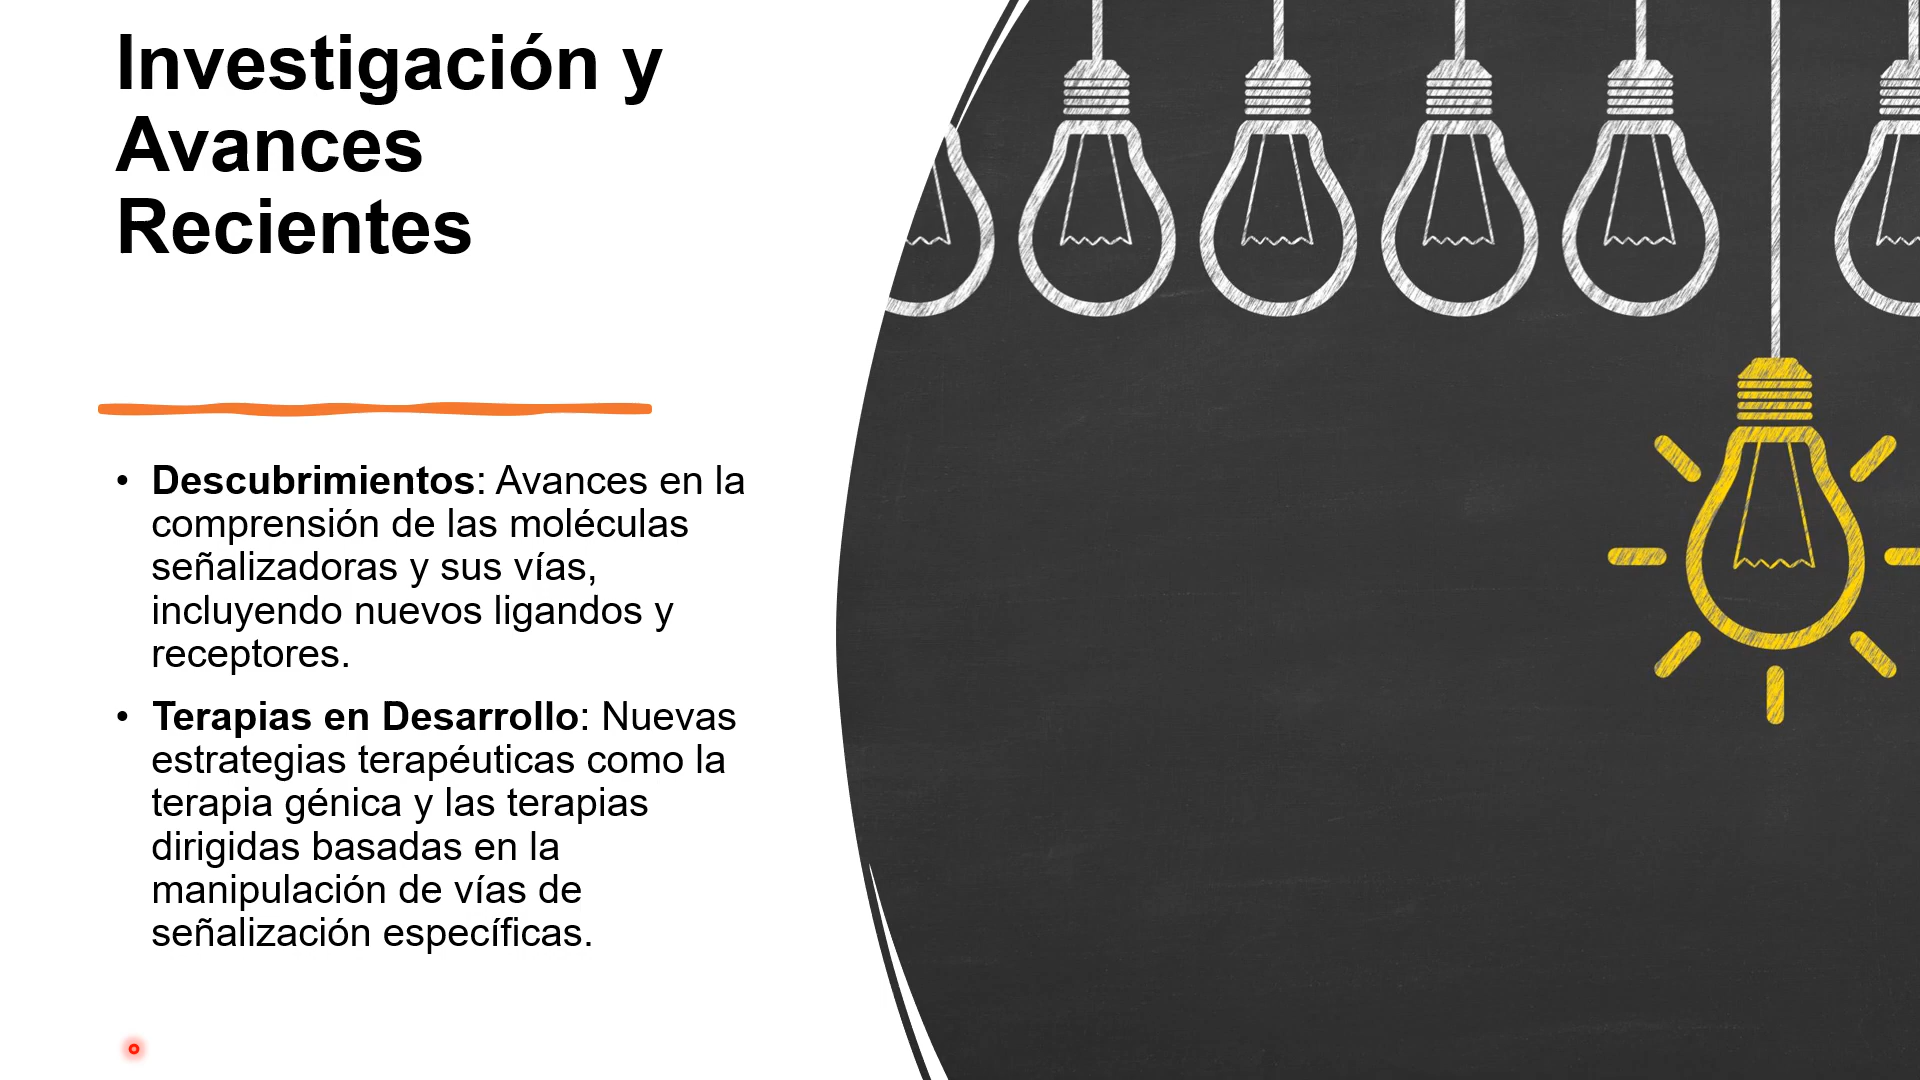 Investigación y
Avances
Recientes
• Descubrimientos: Avances en la
comprensión de las moléculas
señalizadoras y sus vías,
incluyendo nuevos ligandos y
receptores.
• Terapias en Desarrollo: Nuevas
estrategias terapéuticas como la
terapia génica y las terapias
dirigidas basadas en la
manipulación de vías de
señalización específicas.